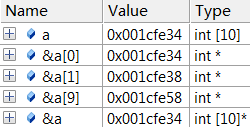 Name Value Type
a 0x001cfe34 int [10]
&a[0] 0x001cfe34 int *
&a[1] 0x001cfe38 int *
&a[9] 0x001cfe58 int *
&a 0x001cfe34 int [10]*